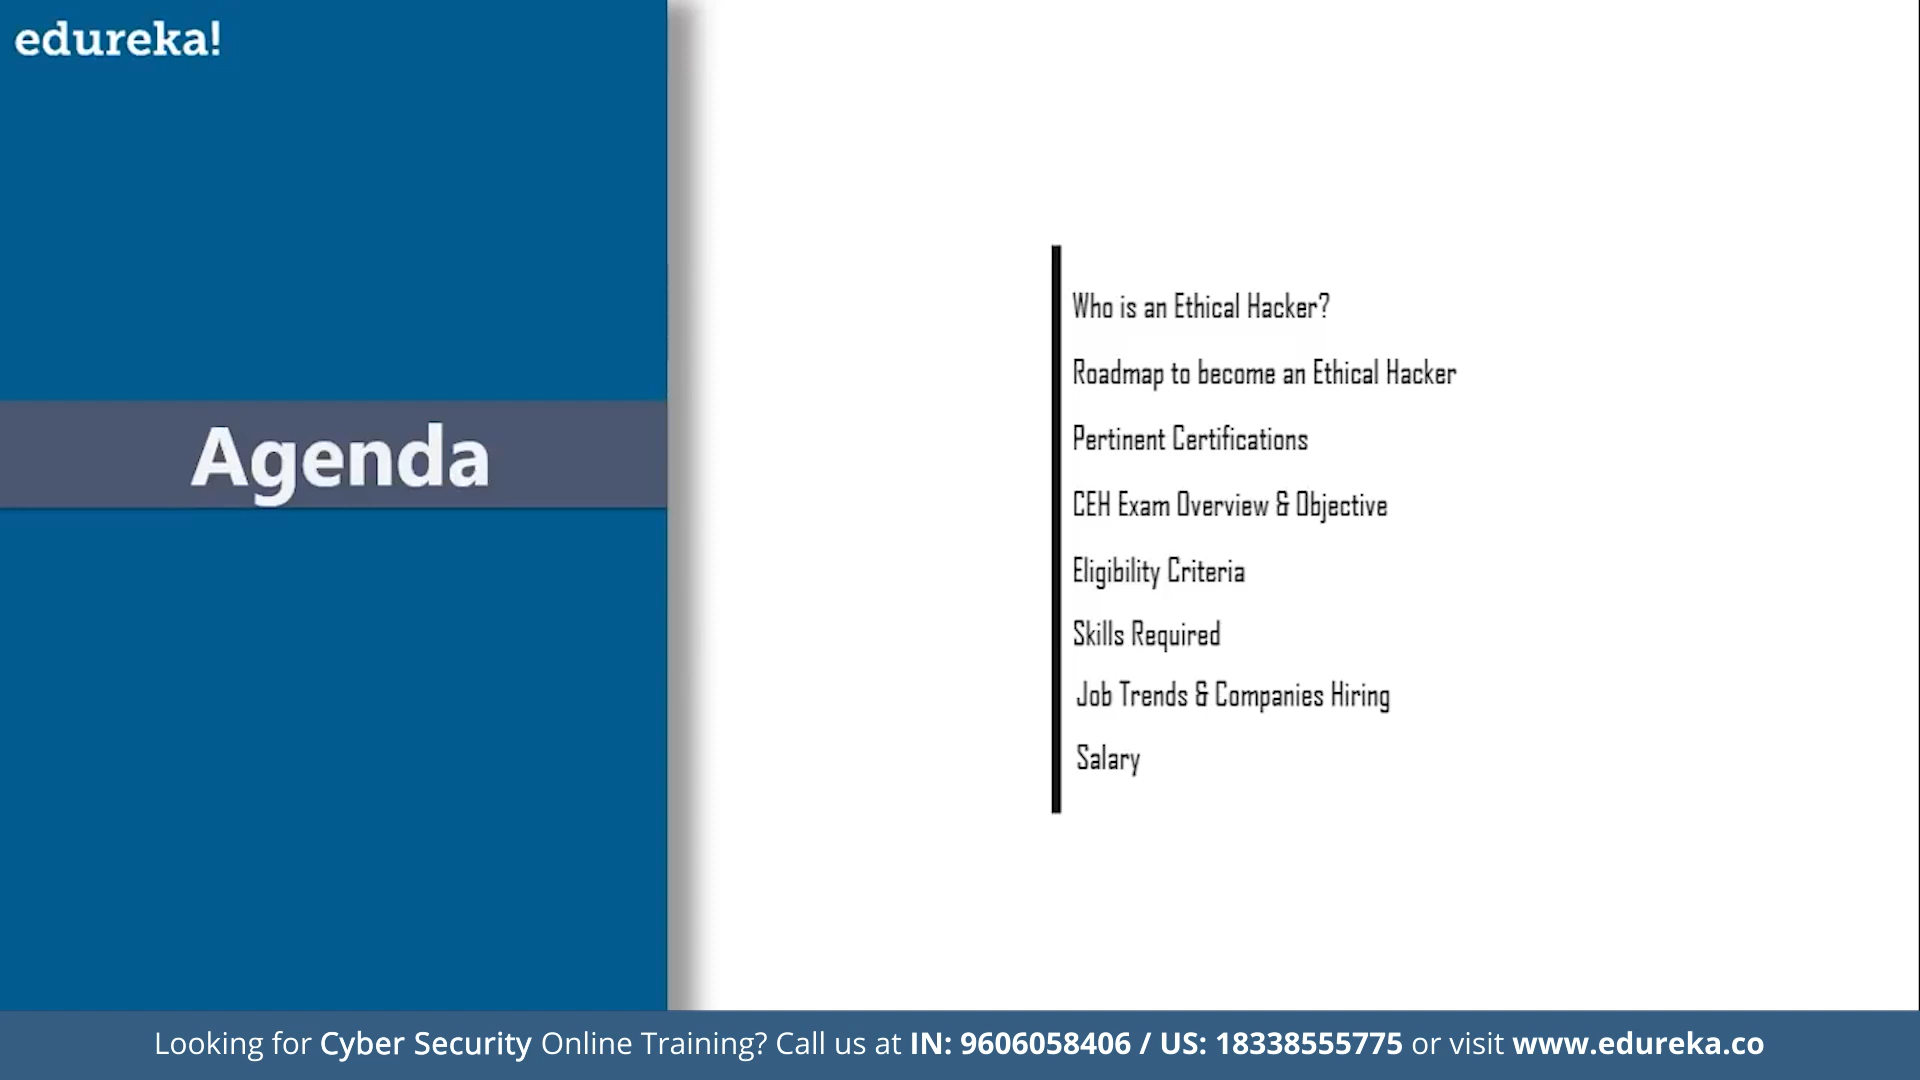 edureka!
Agenda
Who is an Ethical Hacker?
Roadmap to become an Ethical Hacker
Pertinent Certifications
CEH Exam Overview & Objective
Eligibility Criteria
Skills Required
Job Trends & Companies Hiring
Salary
Looking for Cyber Security Online Training? Call us at IN: 9606058406 / US: 18338555775 or visit www.edureka.co